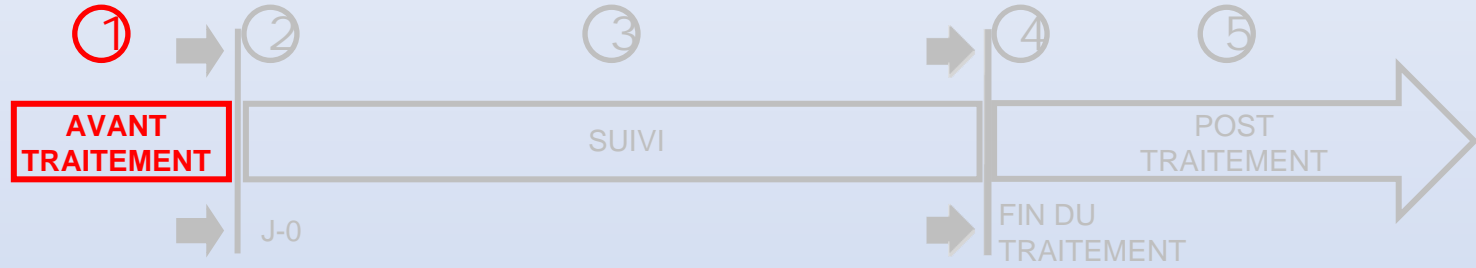 1
2
3
4
5
AVANT
TRAITEMENT
SUIVI
POST
TRAITEMENT
J-0
FIN DU
TRAITEMENT